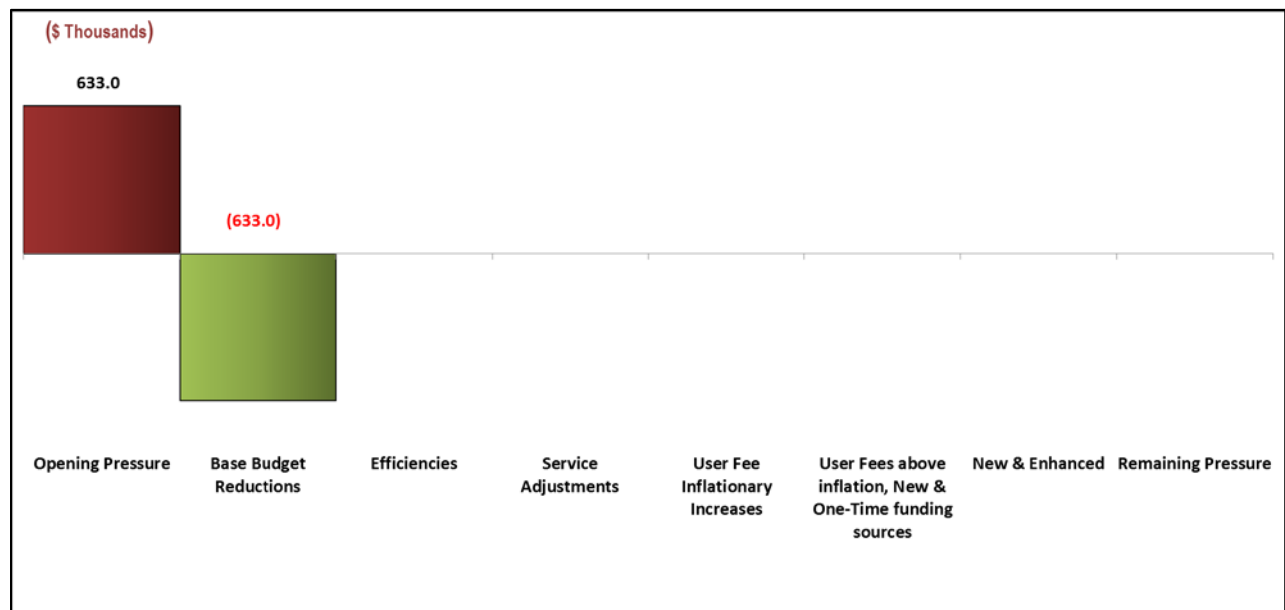 ($ Thousands)
633.0
(633.0)
Opening Pressure
Base Budget
Reductions
Efficiencies
Service
Adjustments
User Fee
Inflationary
Increases
User Fees above
inflation, New &
One-Time funding
sources
New & Enhanced
Remaining Pressure